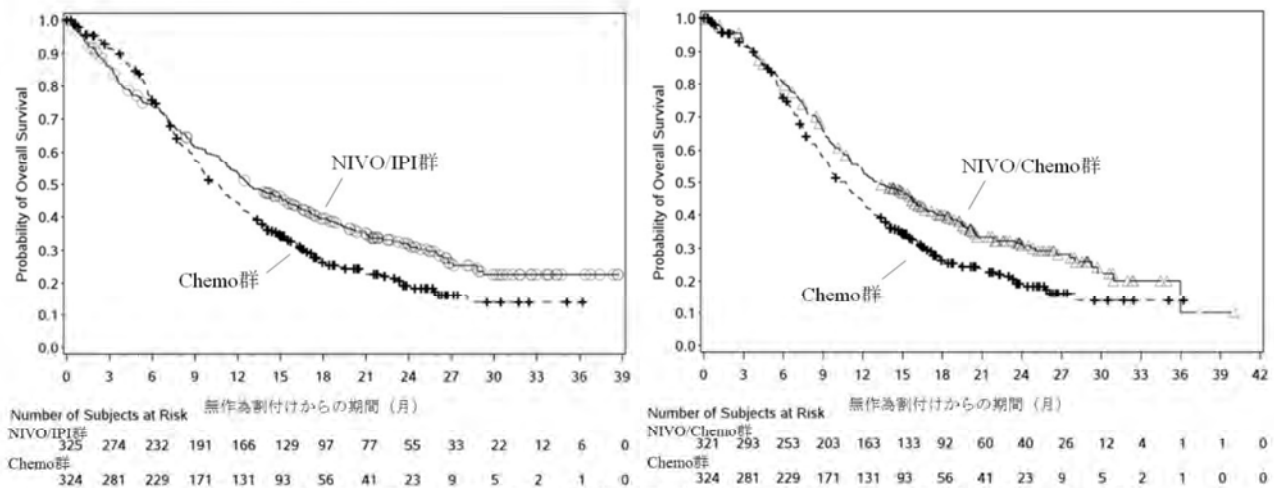 Probability of Overall Survival
1.0
0.9
0.8
0.7
0.6
0.5
0.4
0.3
0.2
0.1
0.0
NIVO/IPI群
Chemo群
0 3 6 9 12 15 18 21 24 27 30 33 36 39
無作為割付けからの期間（月）
Number of Subjects at Risk
NIVO/IPI群
325 274 232 191 166 129 97 77 55 33 22 12 6 0
Chemo群
324 281 229 171 131 93 56 41 23 9 5 2 1 0
Probability of Overall Survival
1.0
0.9
0.8
0.7
0.6
0.5
0.4
0.3
0.2
0.1
0.0
NIVO/Chemo群
Chemo群
0 3 6 9 12 15 18 21 24 27 30 33 36 39 42
無作為割付けからの期間（月）
Number of Subjects at Risk
NIVO/Chemo群
321 293 253 203 163 133 92 60 40 26 12 4 1 1 0
Chemo群
324 281 229 171 131 93 56 41 23 9 5 2 1 0 0